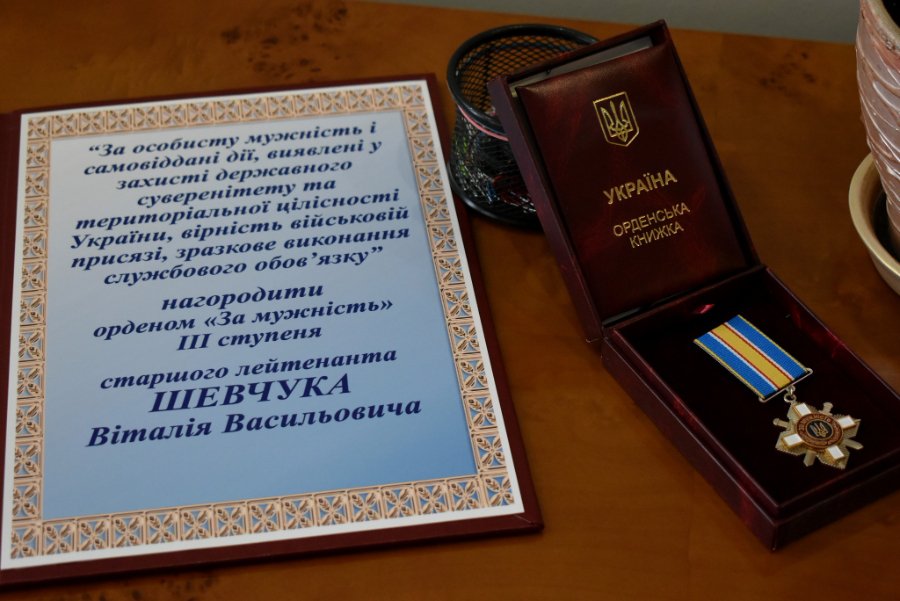 “За особисту мужність і
самовіддані дії, виявлені у
захисті державного
суверенітету та
територіальної цілісності
України, вірність військовій
присязі, зразкове виконання
службового обов’язку”
нагородити
орденом «За мужність»
ІІІ ступеня
старшого лейтенанта
ШЕВЧУКА
Віталія Васильовича
УКРАЇНА
ОРДЕНСЬКА
КНИЖКА